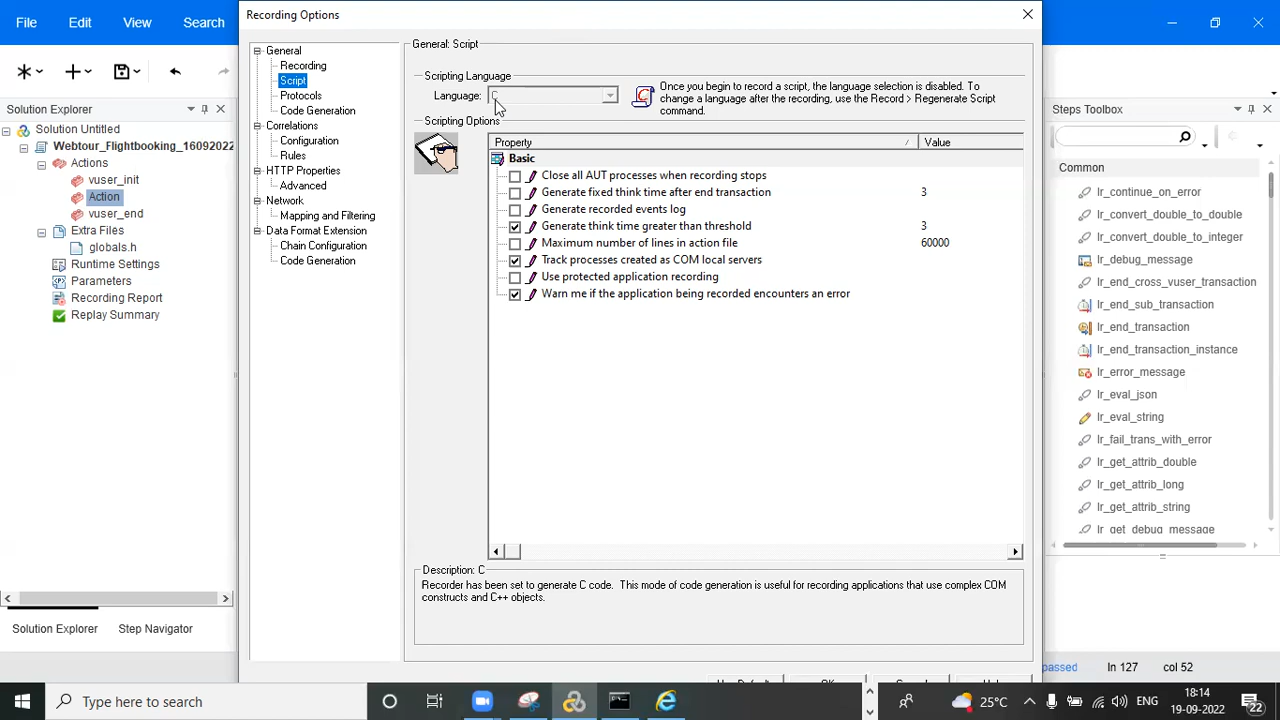 File Edit View Search
Recording Options
Solution Explorer
Solution Untitled
Webtour_Flightbooking_16092022
Actions
vuser_init
Action
vuser_end
Extra Files
globals.h
Runtime Settings
Parameters
Recording Report
Replay Summary
Solution Explorer Step Navigator
General
Recording
Script
Protocols
Code Generation
Correlations
Configuration
Rules
HTTP Properties
Advanced
Network
Mapping and Filtering
Data Format Extension
Chain Configuration
Code Generation
General: Script
Scripting Language
Language: C
Once you begin to record a script, the language selection is disabled. To
change a language after the recording, use the Record > Regenerate Script
command.
Scripting Options
Property Value
Basic
Close all AUT processes when recording stops
Generate fixed think time after end transaction 3
Generate recorded events log
Generate think time greater than threshold 3
Maximum number of lines in action file 60000
Track processes created as COM local servers
Use protected application recording
Warn me if the application being recorded encounters an error
Description: C
Recorder has been set to generate C code. This mode of code generation is useful for recording applications that use complex COM
constructs and C++ objects.
Steps Toolbox
Common
lr_continue_on_error
lr_convert_double_to_double
lr_convert_double_to_integer
lr_debug_message
lr_end_cross_vuser_transaction
lr_end_sub_transaction
lr_end_transaction
lr_end_transaction_instance
lr_error_message
lr_eval_json
lr_eval_string
lr_fail_trans_with_error
lr_get_attrib_double
lr_get_attrib_long
lr_get_attrib_string
lr_get_debug_message
passed ln 127 col 52
Type here to search
25°C
ENG
18:14
19-09-2022
22